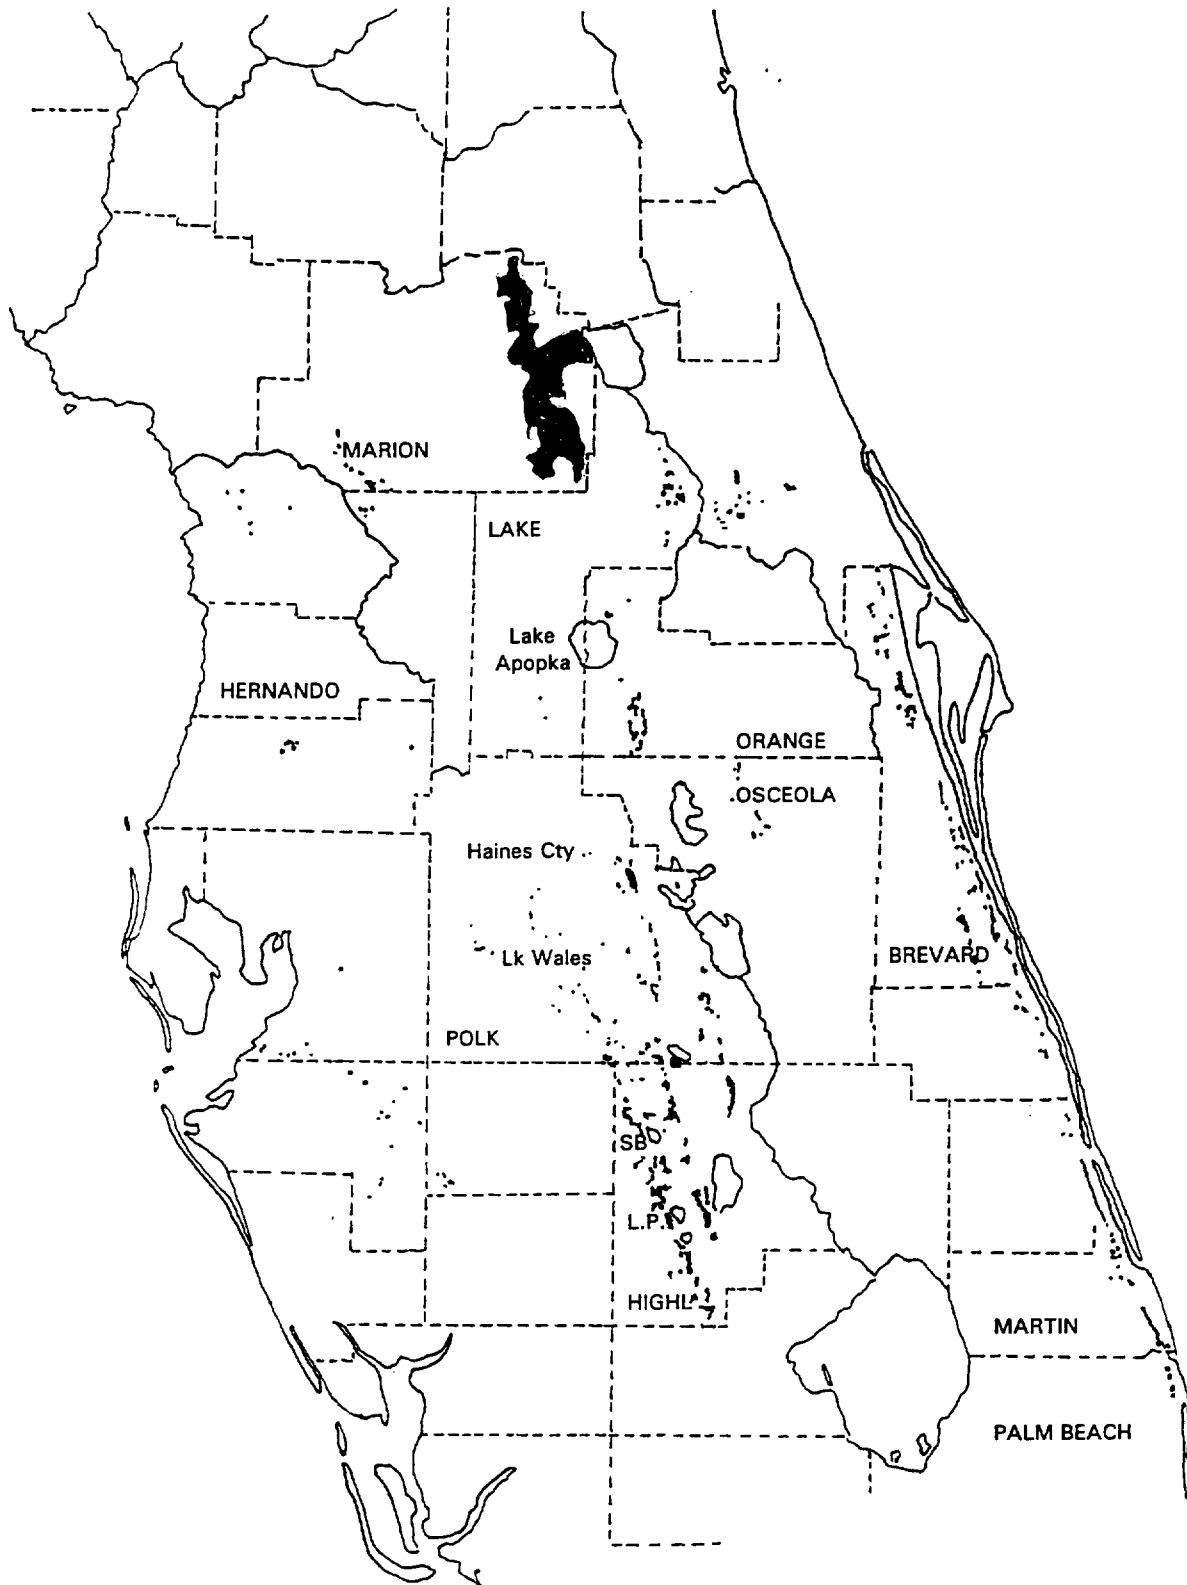 MARION
LAKE
Lake
Apopka
HERNANDO
ORANGE
OSCEOLA
Haines Cty
Lk Wales
BREVARD
POLK
SB
L.P.
HIGHL
MARTIN
PALM BEACH